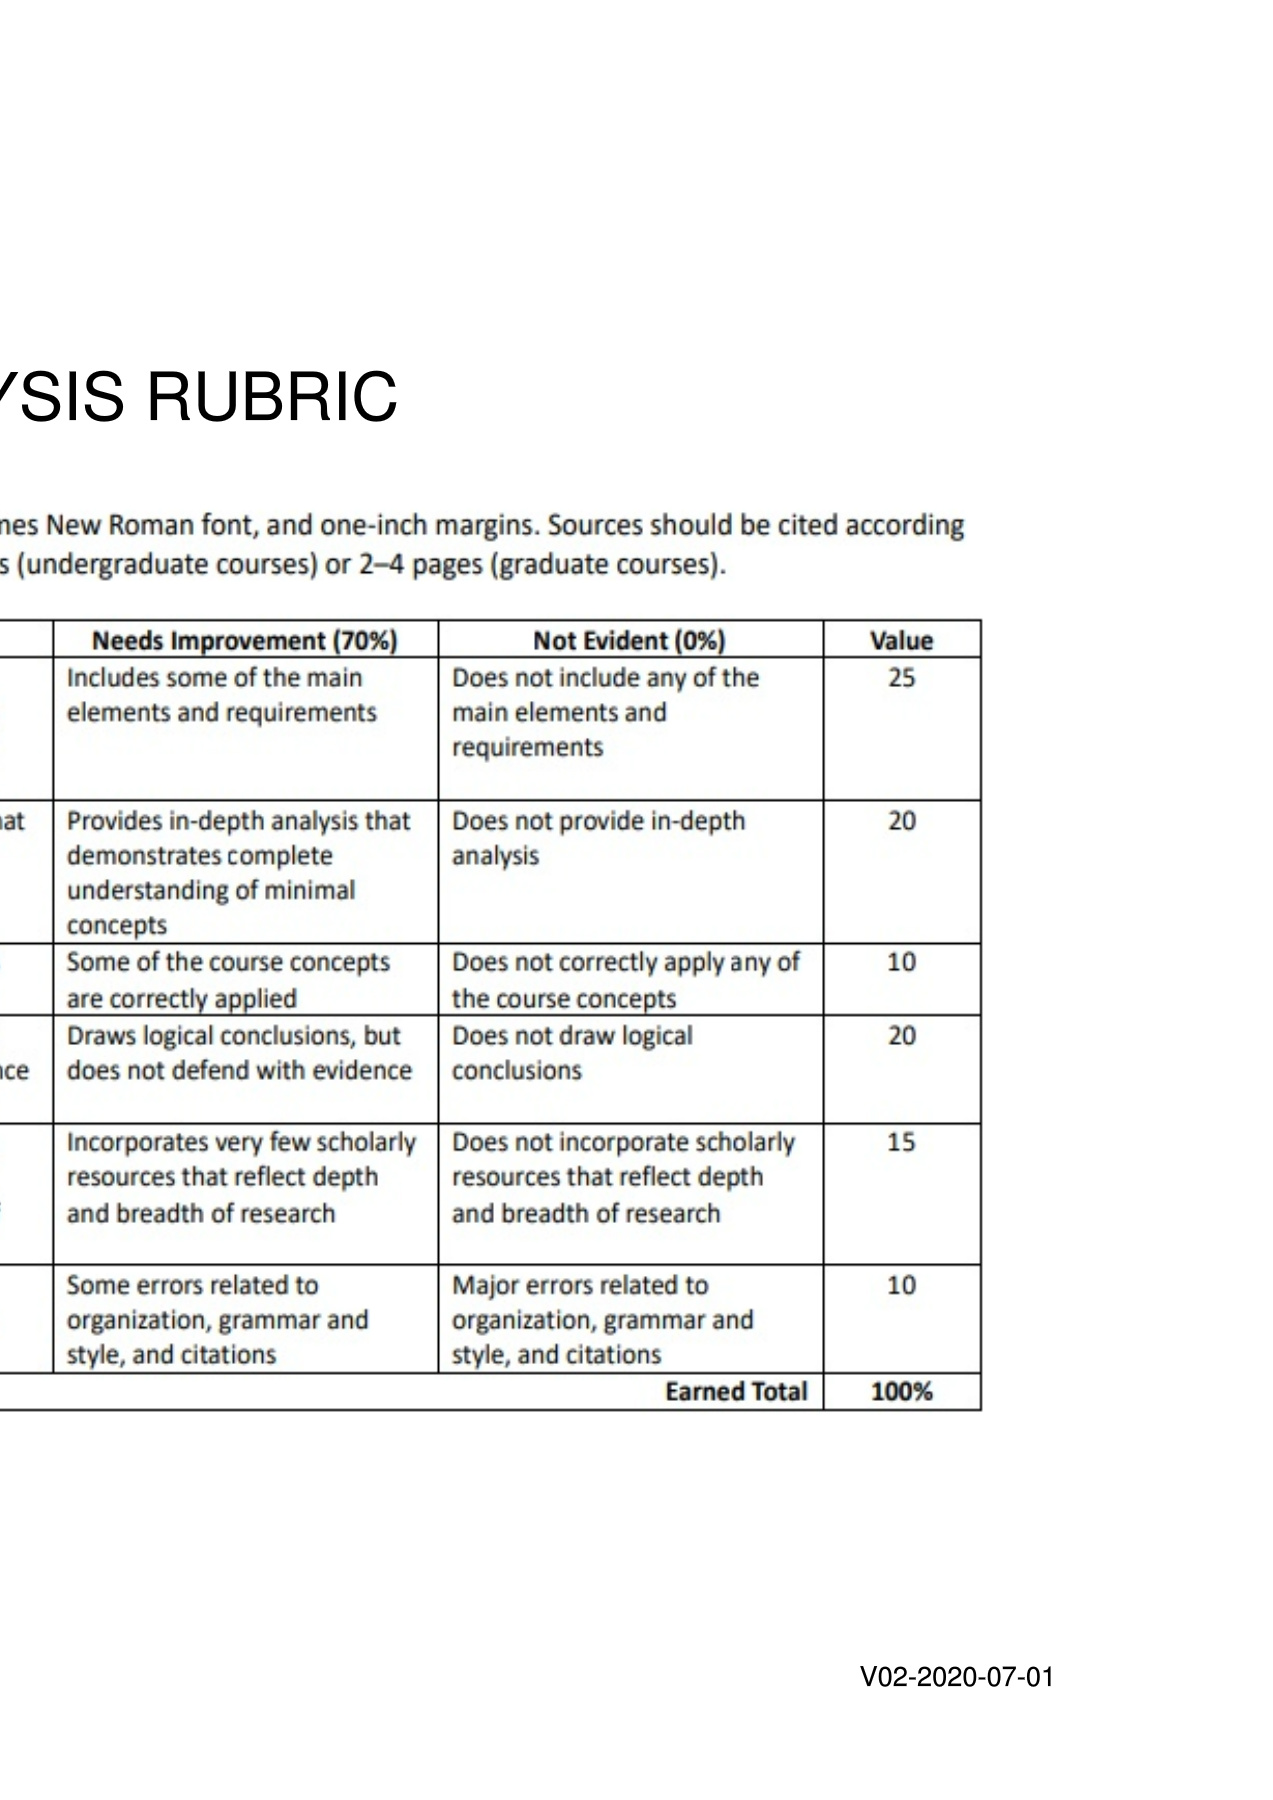 YSIS RUBRIC
mes New Roman font, and one-inch margins. Sources should be cited according
s (undergraduate courses) or 2–4 pages (graduate courses).
Needs Improvement (70%) Not Evident (0%) Value
Includes some of the main Does not include any of the 25
elements and requirements main elements and
requirements
hat Provides in-depth analysis that Does not provide in-depth 20
demonstrates complete analysis
understanding of minimal
concepts
Some of the course concepts Does not correctly apply any of 10
are correctly applied the course concepts
Draws logical conclusions, but Does not draw logical 20
nce does not defend with evidence conclusions
Incorporates very few scholarly Does not incorporate scholarly 15
resources that reflect depth resources that reflect depth
and breadth of research and breadth of research
Some errors related to Major errors related to 10
organization, grammar and organization, grammar and
style, and citations style, and citations
Earned Total 100%
V02-2020-07-01